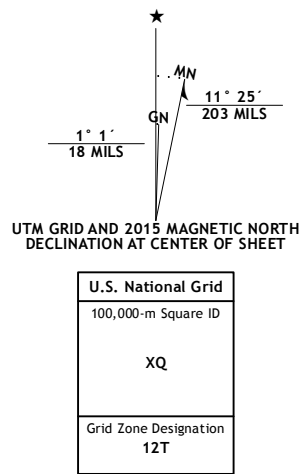 ★
MN
GN
11° 25´
203 MILS
1° 1´
18 MILS
UTM GRID AND 2015 MAGNETIC NORTH
DECLINATION AT CENTER OF SHEET
U.S. National Grid
100,000-m Square ID
XQ
Grid Zone Designation
12T